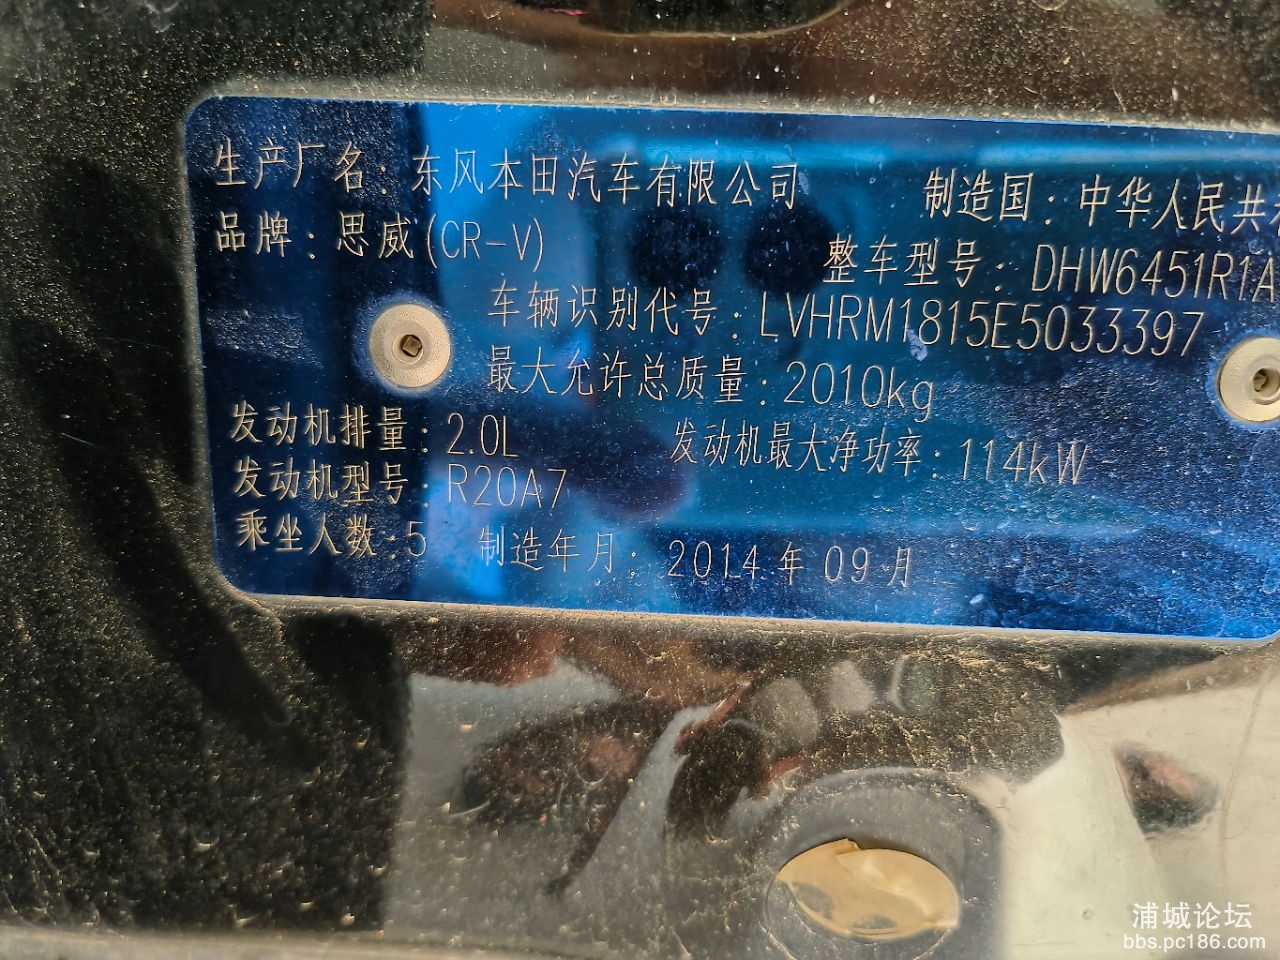 生产厂名：东风本田汽车有限公司 制造国：中华人民共
品牌：思威(CR-V) 整车型号：DHW6451R1A
车辆识别代号：LVHRM1815E5033397
最大允许总质量：2010kg
发动机排量：2.0L 发动机最大净功率：114kW
发动机型号：R20A7
乘坐人数：5 制造年月：2014年09月
浦城论坛
bbs.pc186.com